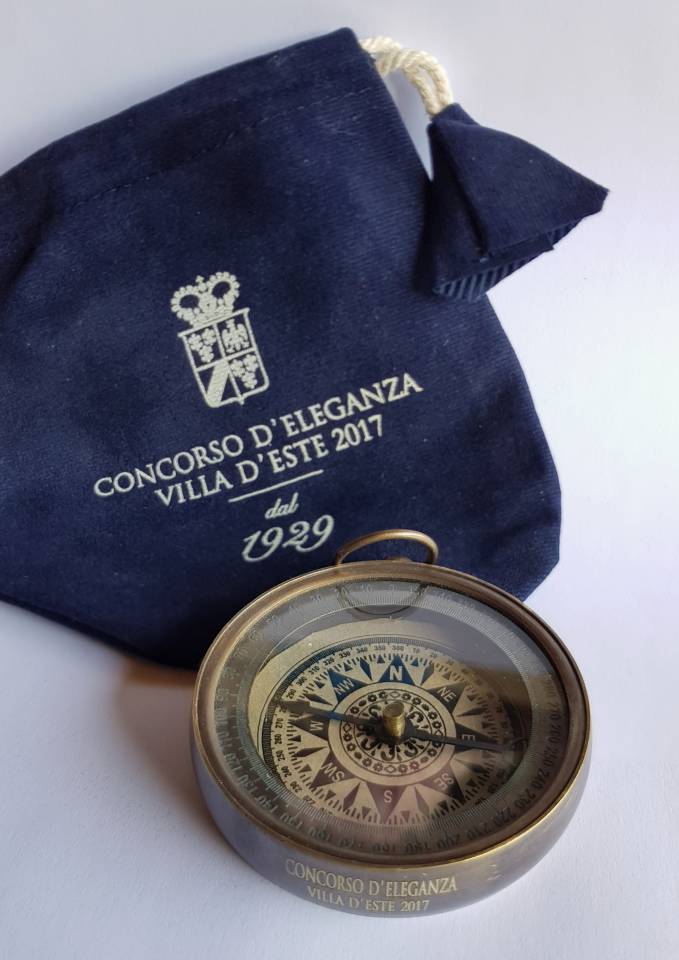 CONCORSO D'ELEGANZA
VILLA D'ESTE 2017
dal
1929
N
NW
NE
W
E
SW
SE
S
CONCORSO D'ELEGANZA
VILLA D'ESTE 2017